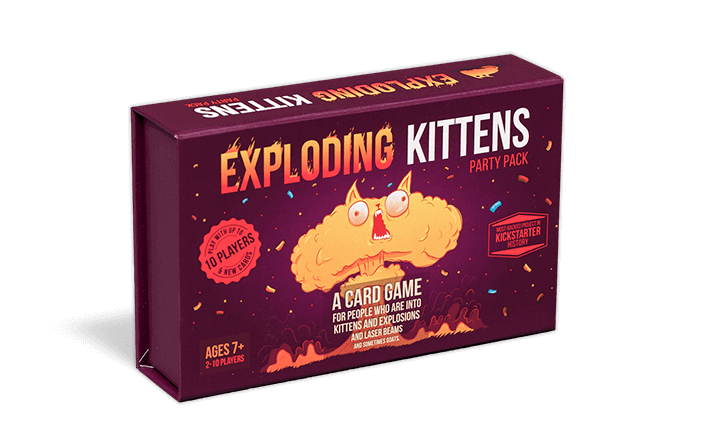 EXPLODING KITTENS
PARTY PACK
EXPLODING KITTENS
PARTY PACK
PLAY WITH UP TO
10 PLAYERS
& NEW CARDS
MOST BACKED PROJECT IN
KICKSTARTER
HISTORY
A CARD GAME
FOR PEOPLE WHO ARE INTO
KITTENS AND EXPLOSIONS
AND LASER BEAMS
AND SOMETIMES GOATS.
AGES 7+
2-10 PLAYERS